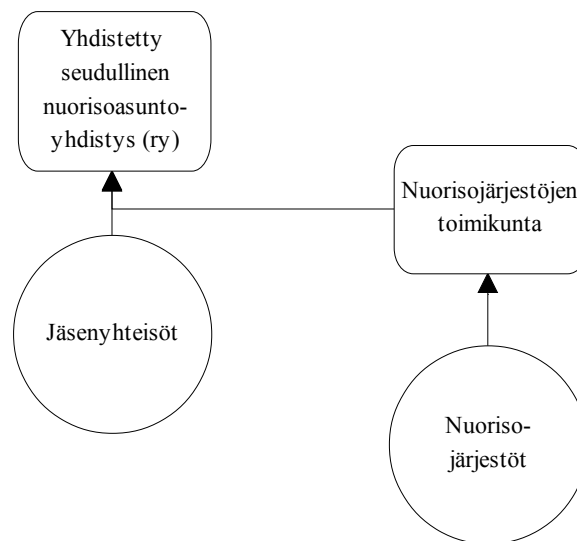 Yhdistetty
seudullinen
nuorisoasunto-
yhdistys (ry)
Nuorisojärjestöjen
toimikunta
Jäsenyhteisöt
Nuoriso-
järjestöt